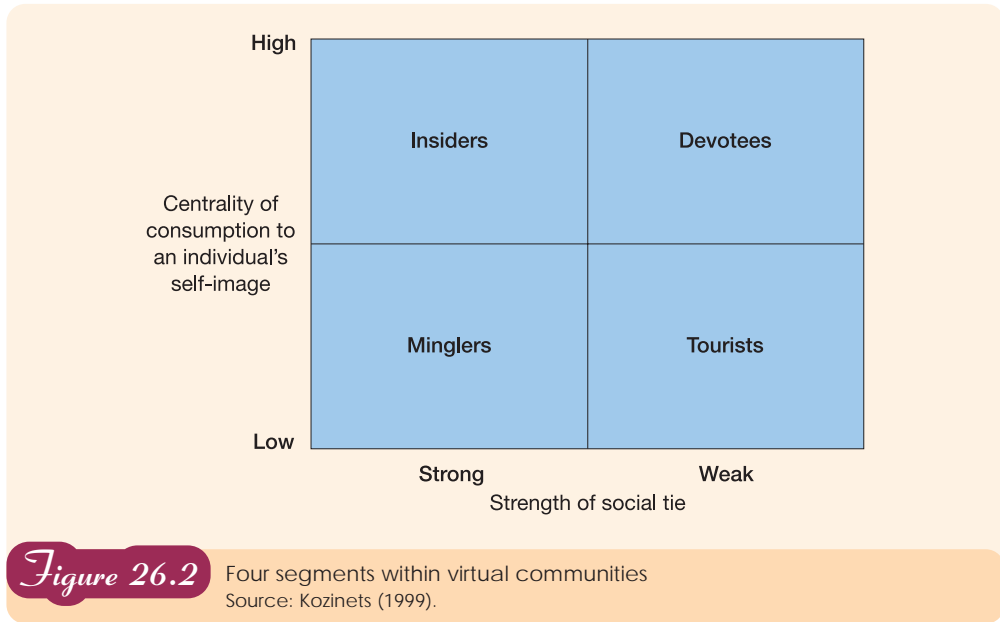 High
Insiders
Devotees
Centrality of
consumption to
an individual's
self-image
Minglers
Tourists
Low
Strong
Weak
Strength of social tie
Figure 26.2
Four segments within virtual communities
Source: Kozinets (1999).